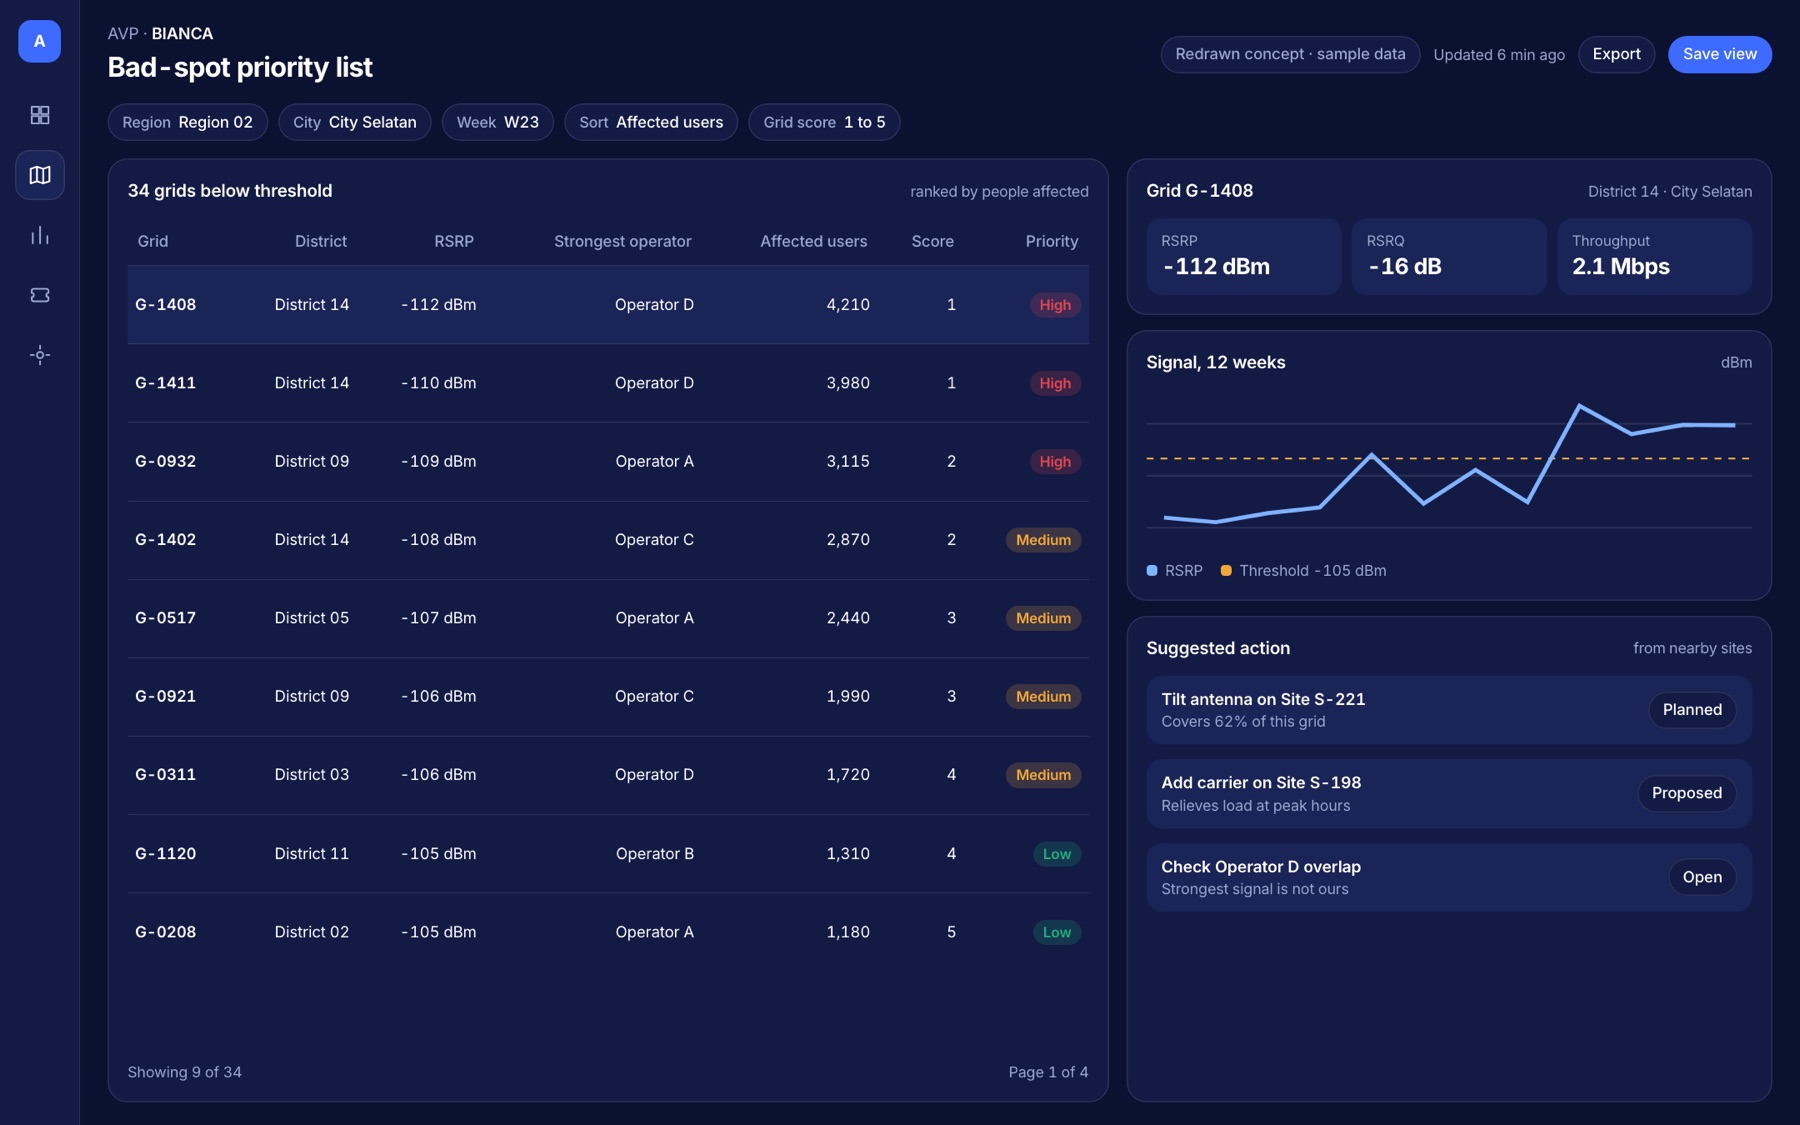 A
AVP · BIANCA
Bad-spot priority list
Redrawn concept · sample data
Updated 6 min ago
Export
Save view
Region Region 02
City City Selatan
Week W23
Sort Affected users
Grid score 1 to 5
34 grids below threshold
ranked by people affected
Grid District RSRP Strongest operator Affected users Score Priority
G-1408 District 14 -112 dBm Operator D 4,210 1 High
G-1411 District 14 -110 dBm Operator D 3,980 1 High
G-0932 District 09 -109 dBm Operator A 3,115 2 High
G-1402 District 14 -108 dBm Operator C 2,870 2 Medium
G-0517 District 05 -107 dBm Operator A 2,440 3 Medium
G-0921 District 09 -106 dBm Operator C 1,990 3 Medium
G-0311 District 03 -106 dBm Operator D 1,720 4 Medium
G-1120 District 11 -105 dBm Operator B 1,310 4 Low
G-0208 District 02 -105 dBm Operator A 1,180 5 Low
Showing 9 of 34
Page 1 of 4
Grid G-1408
District 14 · City Selatan
RSRP
-112 dBm
RSRQ
-16 dB
Throughput
2.1 Mbps
Signal, 12 weeks
dBm
RSRP
Threshold -105 dBm
Suggested action
from nearby sites
Tilt antenna on Site S-221
Covers 62% of this grid
Planned
Add carrier on Site S-198
Relieves load at peak hours
Proposed
Check Operator D overlap
Strongest signal is not ours
Open